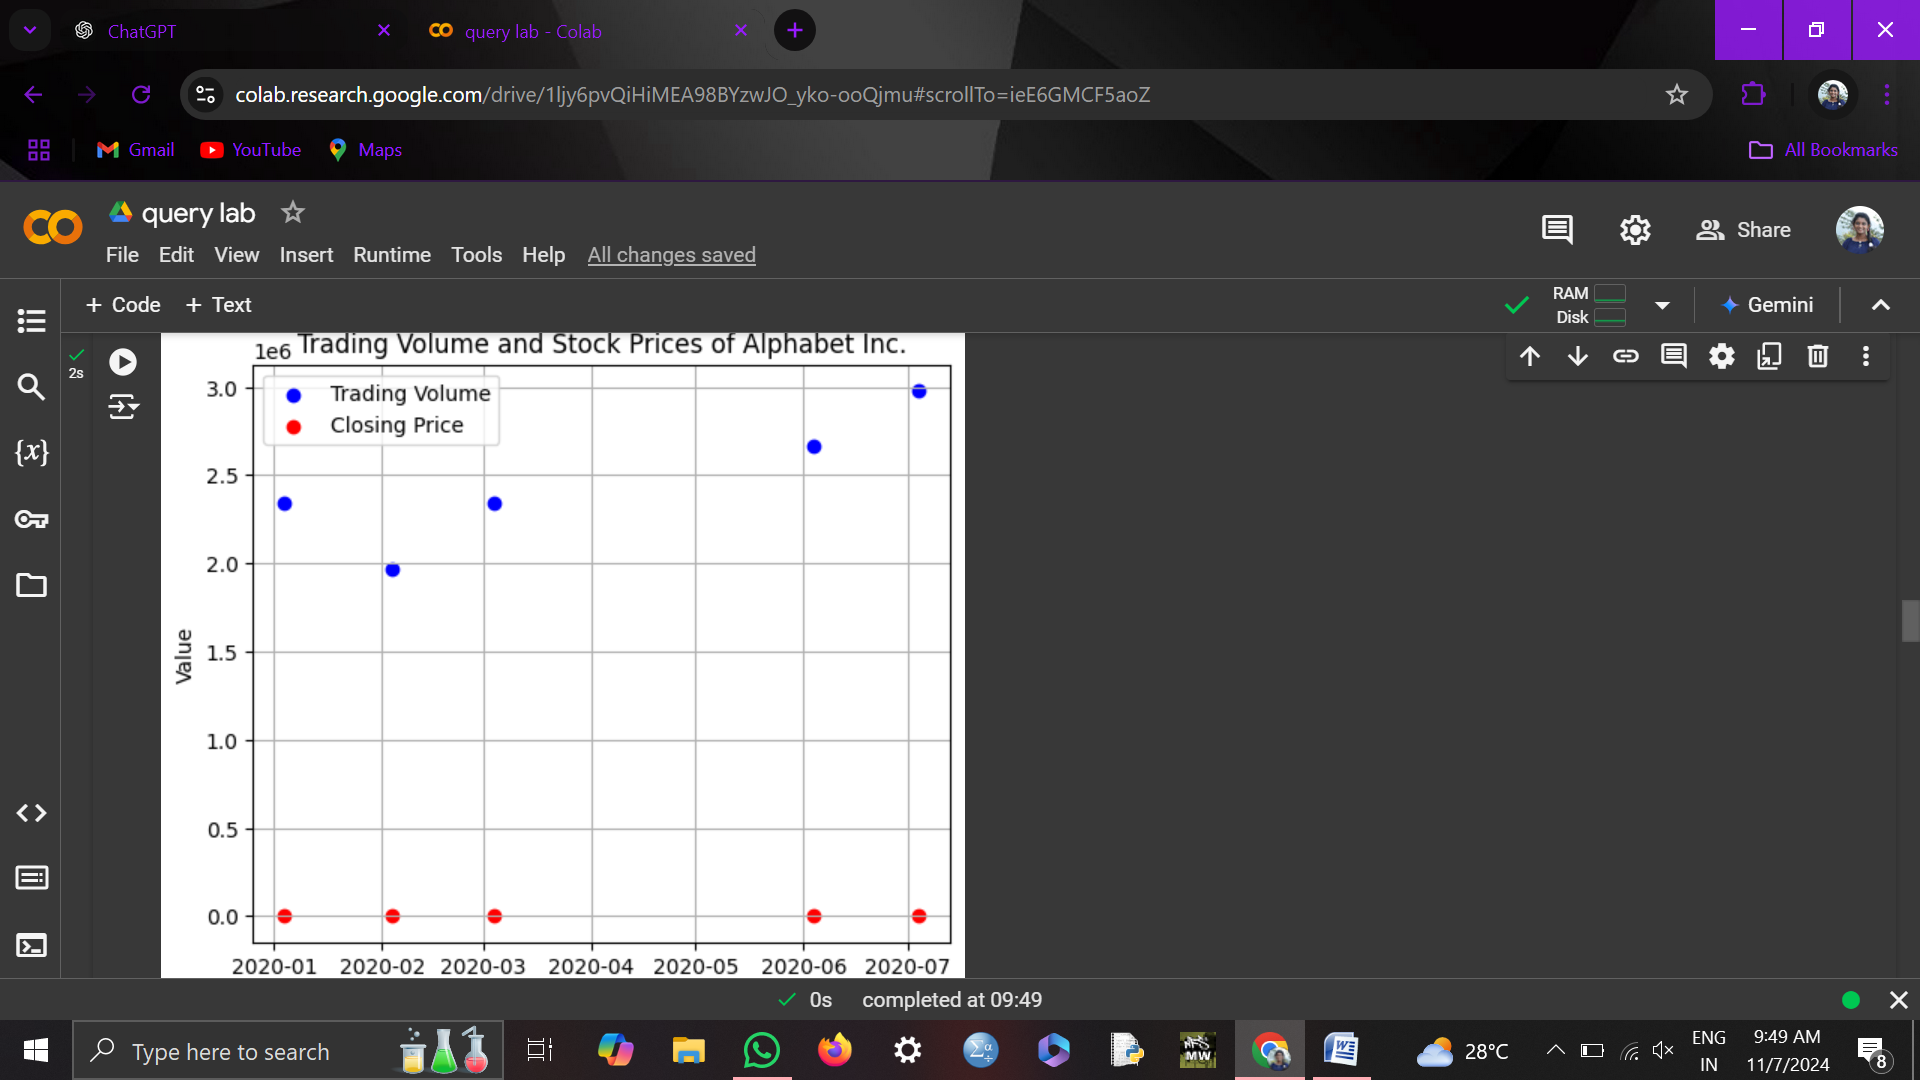 ChatGPT
query lab - Colab
colab.research.google.com/drive/1ljy6pvQiHiMEA98BYzwJO_yko-ooQjmu#scrollTo=ieE6GMCF5aoZ
Gmail YouTube Maps All Bookmarks
query lab
Share
File Edit View Insert Runtime Tools Help All changes saved
+ Code + Text
RAM
Disk
Gemini
2s
{x}
Trading Volume and Stock Prices of Alphabet Inc.
1e6
Trading Volume
Closing Price
3.0
2.5
2.0
1.5
1.0
0.5
0.0
Value
2020-01 2020-02 2020-03 2020-04 2020-05 2020-06 2020-07
0s completed at 09:49
Type here to search
Σα
MW
28°C
ENG
IN
9:49 AM
11/7/2024
8